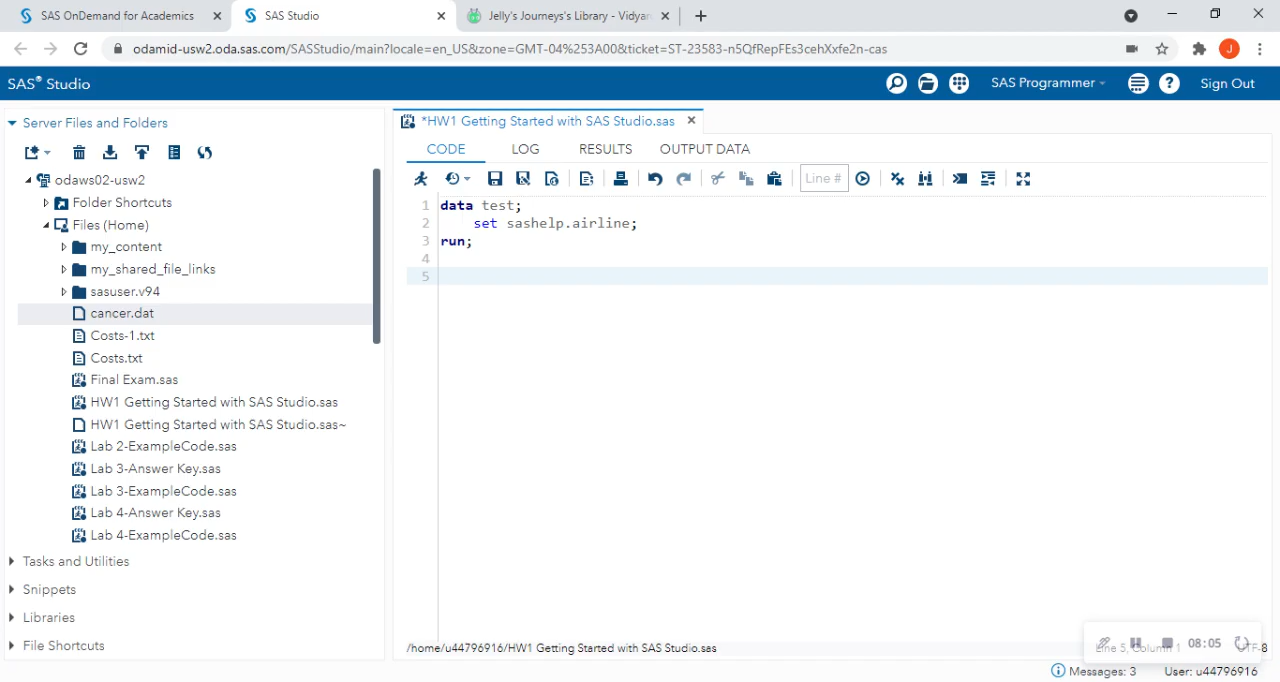 SAS OnDemand for Academics
SAS Studio
Jelly's Journeys's Library - Vidyar
odamid-usw2.oda.sas.com/SASStudio/main?locale=en_US&zone=GMT-04%253A00&ticket=ST-23583-n5QfRepFEs3cehXxfe2n-cas
J
SAS® Studio
SAS Programmer
Sign Out
Server Files and Folders
odaws02-usw2
Folder Shortcuts
Files (Home)
my_content
my_shared_file_links
sasuser.v94
cancer.dat
Costs-1.txt
Costs.txt
Final Exam.sas
HW1 Getting Started with SAS Studio.sas
HW1 Getting Started with SAS Studio.sas~
Lab 2-ExampleCode.sas
Lab 3-Answer Key.sas
Lab 3-ExampleCode.sas
Lab 4-Answer Key.sas
Lab 4-ExampleCode.sas
Tasks and Utilities
Snippets
Libraries
File Shortcuts
*HW1 Getting Started with SAS Studio.sas
CODE LOG RESULTS OUTPUT DATA
Line #
1 data test;
2 set sashelp.airline;
3 run;
4
5
/home/u44796916/HW1 Getting Started with SAS Studio.sas
08:05
Line 5, Column 1
UTF-8
Messages: 3
User: u44796916